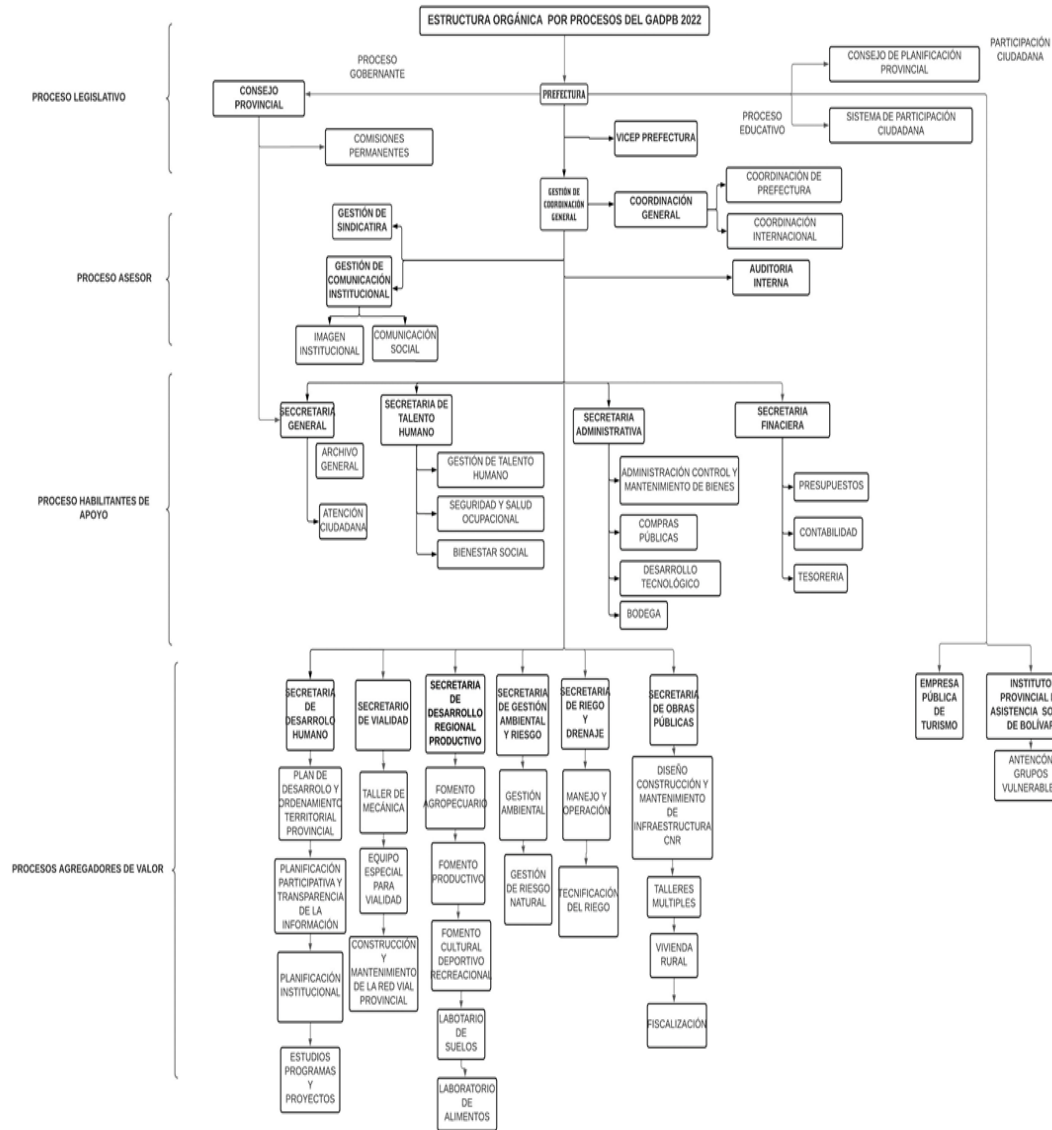 ESTRUCTURA ORGÁNICA POR PROCESOS DEL GADPB 2022
PROCESO
GOBERNANTE
PARTICIPACIÓN
CIUDADANA
CONSEJO DE PLANIFICACIÓN
PROVINCIAL
PROCESO LEGISLATIVO
CONSEJO
PROVINCIAL
PREFECTURA
PROCESO
EDUCATIVO
SISTEMA DE PARTICIPACIÓN
CIUDADANA
COMISIONES
PERMANENTES
VICEP PREFECTURA
GESTIÓN DE
COORDINACIÓN
GENERAL
COORDINACIÓN
GENERAL
COORDINACIÓN DE
PREFECTURA
COORDINACIÓN
INTERNACIONAL
PROCESO ASESOR
GESTIÓN DE
SINDICATIRA
GESTIÓN DE
COMUNICACIÓN
INSTITUCIONAL
AUDITORIA
INTERNA
IMAGEN
INSTITUCIONAL
COMUNICACIÓN
SOCIAL
PROCESO HABILITANTES DE
APOYO
SECCRETARIA
GENERAL
ARCHIVO
GENERAL
ATENCIÓN
CIUDADANA
SECRETARIA DE
TALENTO
HUMANO
GESTIÓN DE TALENTO
HUMANO
SEGURIDAD Y SALUD
OCUPACIONAL
BIENESTAR SOCIAL
SECRETARIA
ADMINISTRATIVA
ADMINISTRACIÓN CONTROL Y
MANTENIMIENTO DE BIENES
COMPRAS
PÚBLICAS
DESARROLLO
TECNOLÓGICO
BODEGA
SECRETARIA
FINACIERA
PRESUPUESTOS
CONTABILIDAD
TESORERIA
PROCESOS AGREGADORES DE VALOR
SECRETARIA
DE
DESARROLO
HUMANO
PLAN DE
DESARROLO Y
ORDENAMIENTO
TERRITORIAL
PROVINCIAL
PLANIFICACIÓN
PARTICIPATIVA Y
TRANSPARENCIA
DE LA
INFORMACIÓN
PLANIFICACIÓN
INSTITUCIONAL
ESTUDIOS
PROGRAMAS
Y
PROYECTOS
SECRETARIO
DE VIALIDAD
TALLER DE
MECÁNICA
EQUIPO
ESPECIAL
PARA
VIALIDAD
CONSTRUCCIÓN
Y
MANTENIMIENTO
DE LA RED VIAL
PROVINCIAL
SECRETARIA
DE
DESARROLLO
REGIONAL
PRODUCTIVO
FOMENTO
AGROPECUARIO
FOMENTO
PRODUCTIVO
FOMENTO
CULTURAL
DEPORTIVO
RECREACIONAL
LABOTARIO
DE
SUELOS
LABORATORIO
DE
ALIMENTOS
SECRETARIA
DE GESTIÓN
AMBIENTAL
Y RIESGO
GESTIÓN
AMBIENTAL
GESTIÓN
DE RIESGO
NATURAL
SECRETARIA
DE RIEGO
Y
DRENAJE
MANEJO Y
OPERACIÓN
TECNIFICACIÓN
DEL RIEGO
SECRETARIA
DE OBRAS
PÚBLICAS
DISEÑO
CONSTRUCCIÓN Y
MANTENIMIENTO
DE
INFRAESTRUCTURA
CNR
TALLERES
MULTIPLES
VIVIENDA
RURAL
FISCALIZACIÓN
EMPRESA
PÚBLICA
DE
TURISMO
INSTITUTO
PROVINCIAL
ASISTENCIA
DE BOLÍVAR
ANTENCÓN
GRUPOS
VULNERABLE